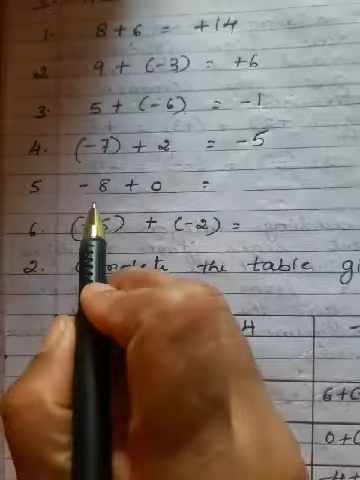 1. 8 + 6 = +14
2. 9 + (-3) = +6
3. 5 + (-6) = -1
4. (-7) + 2 = -5
5 -8 + 0 =
6. + (-2) =
2. the table
4
6+(
0+(